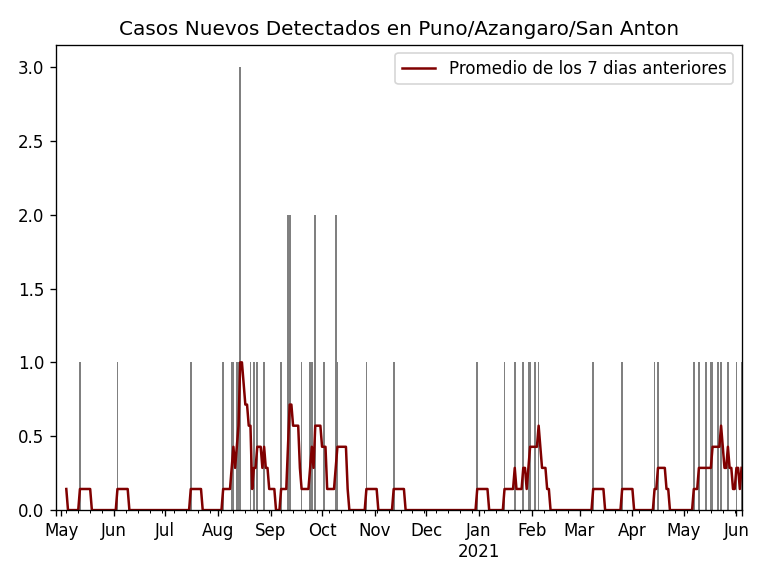 Casos Nuevos Detectados en Puno/Azangaro/San Anton
Promedio de los 7 dias anteriores
3.0
2.5
2.0
1.5
1.0
0.5
0.0
May Jun Jul Aug Sep Oct Nov Dec Jan Feb Mar Apr May Jun
2021